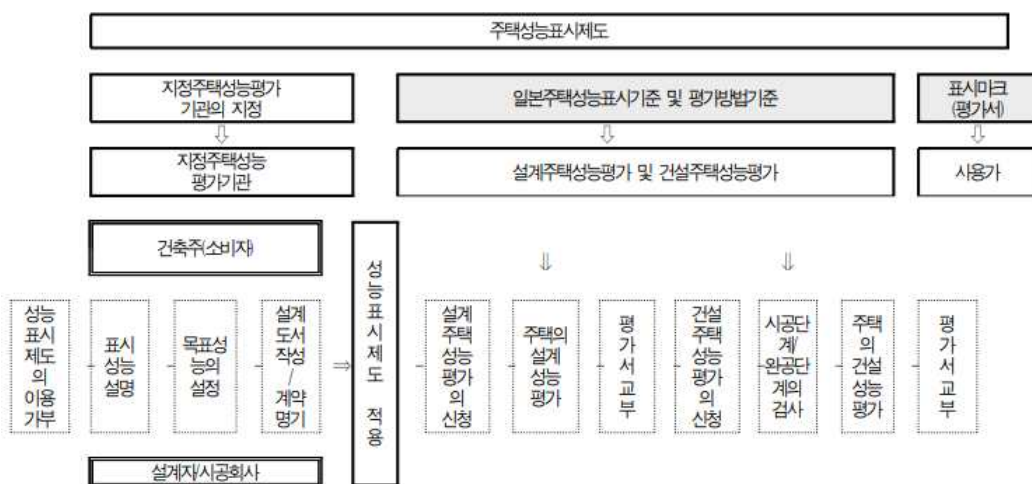 주택성능표시제도
지정주택성능평가
기관의 지정
일본주택성능표시기준 및 평가방법기준
표시마크
(평가서)
⇩
⇩
⇩
지정주택성능
평가기관
설계주택성능평가 및 건설주택성능평가
사용가
건축주(소비자)
⇓
⇓
성능
표시
제도
의
이용
가부
표시
성능
설명
목표성
능의
설정
설계
도서
작성
/
계약
명기
⇒
성
능
표
시
제
도
적
용
설계
주택
성능
평가
의
신청
주택의
설계
성능
평가
평
가
서
교
부
건설
주택
성능
평가
의
신청
시공단
계/
완공단
계의
검사
주택
의
건설
성능
평가
평
가
서
교
부
설계자/시공회사